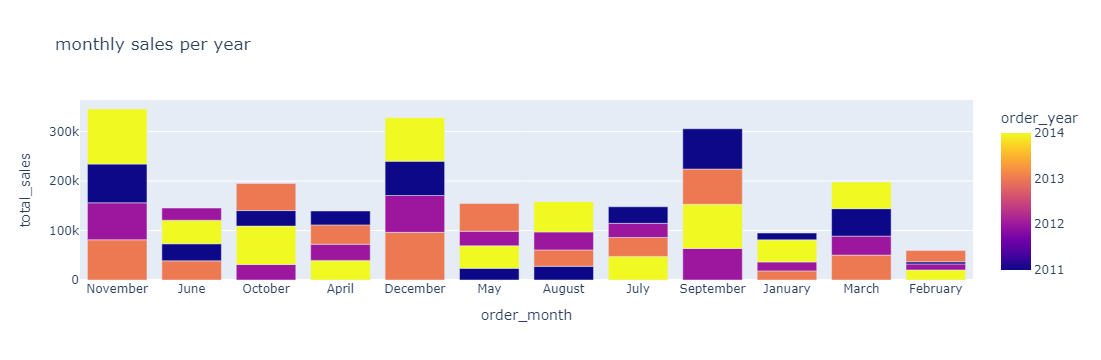 monthly sales per year
order_year
2014
2013
2012
2011
total_sales
300k
200k
100k
0
November June October April December May August July September January March February
order_month